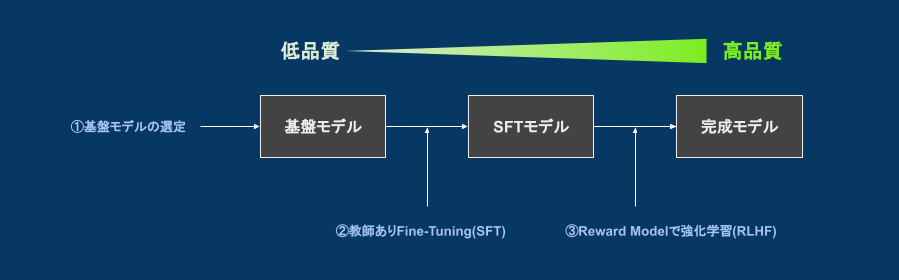 低品質
高品質
①基盤モデルの選定
基盤モデル
SFTモデル
完成モデル
②教師ありFine-Tuning(SFT)
③Reward Modelで強化学習(RLHF)